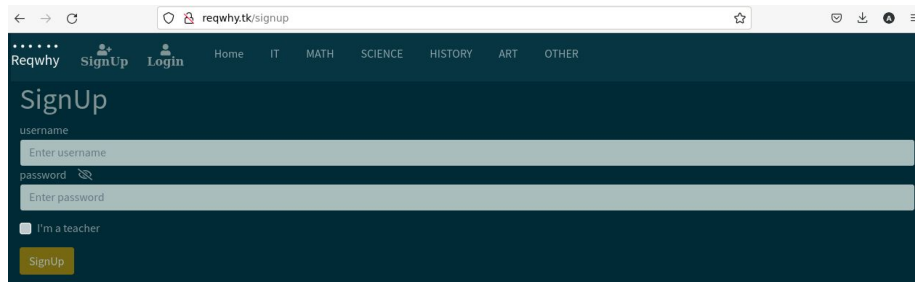 reqwhy.tk/signup
A
Reqwhy SignUp Login Home IT MATH SCIENCE HISTORY ART OTHER
SignUp
username
Enter username
password
Enter password
I'm a teacher
SignUp